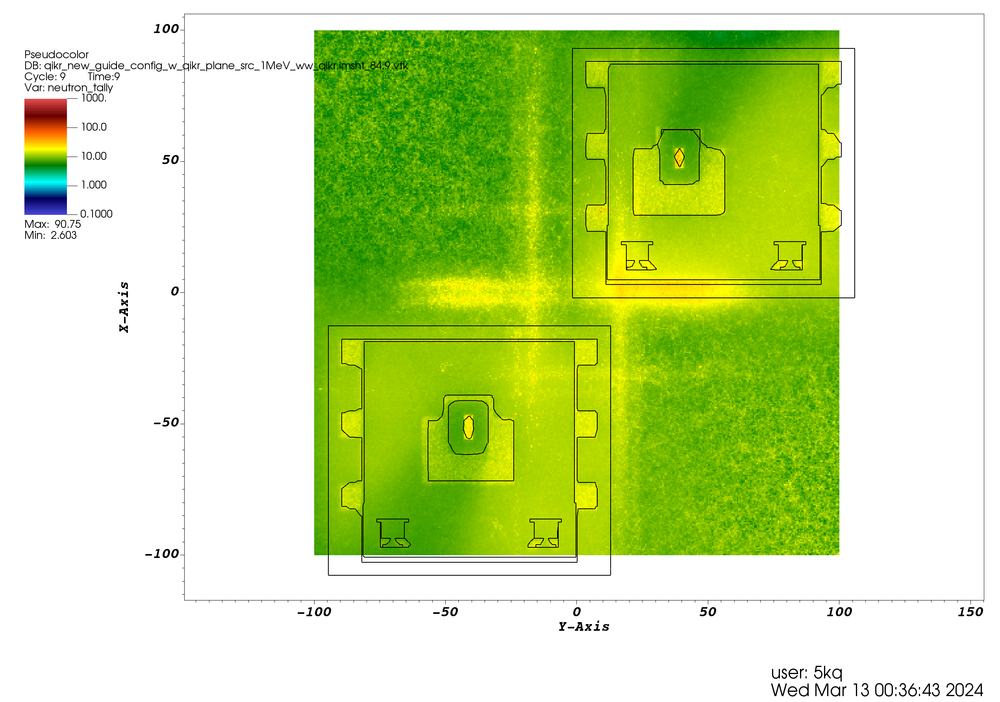 Pseudocolor
DB: qikr_new_guide_config_w_qikr_plane_src_1MeV_ww_qikr.imsht_84.9.vtk
Cycle: 9 Time:9
Var: neutron_tally
1000.
100.0
10.00
1.000
0.1000
Max: 90.75
Min: 2.603
100
50
0
-50
-100
X-Axis
-100 -50 0 50 100 150
Y-Axis
user: 5kq
Wed Mar 13 00:36:43 2024